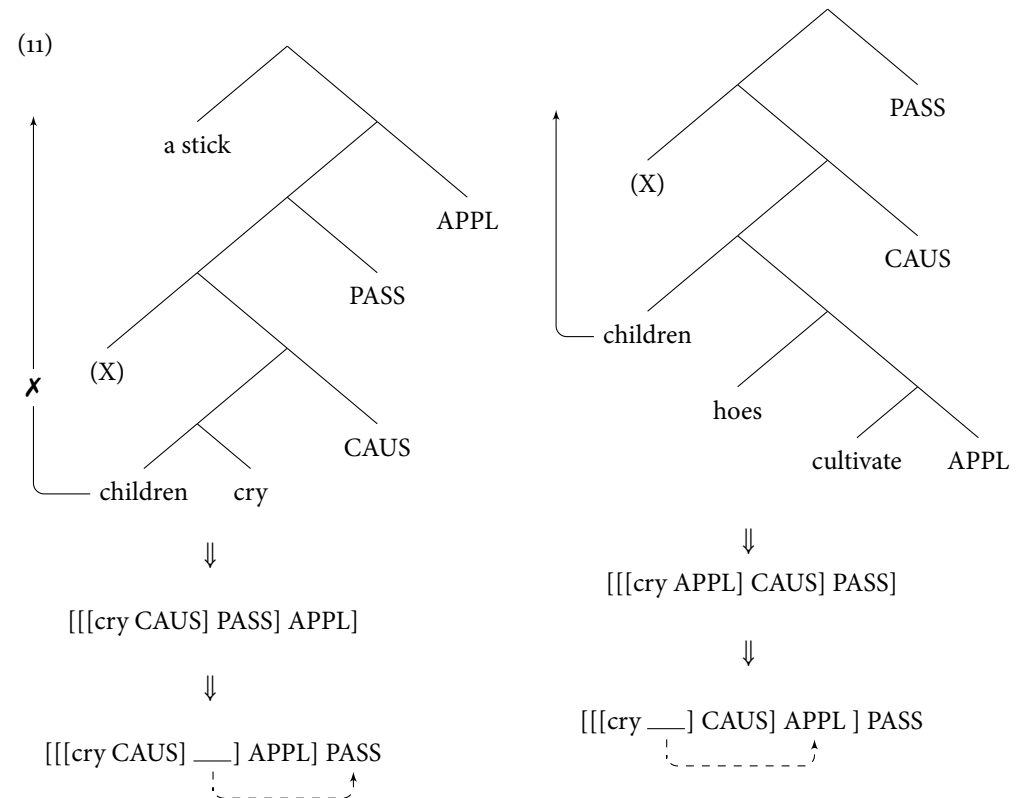 (11)
a stick
APPL
PASS
(X)
✗
CAUS
children cry
⇓
[[[cry CAUS] PASS] APPL]
⇓
[[[cry CAUS] ___] APPL] PASS
PASS
(X)
CAUS
children
hoes
cultivate APPL
⇓
[[[cry APPL] CAUS] PASS]
⇓
[[[cry ___] CAUS] APPL ] PASS